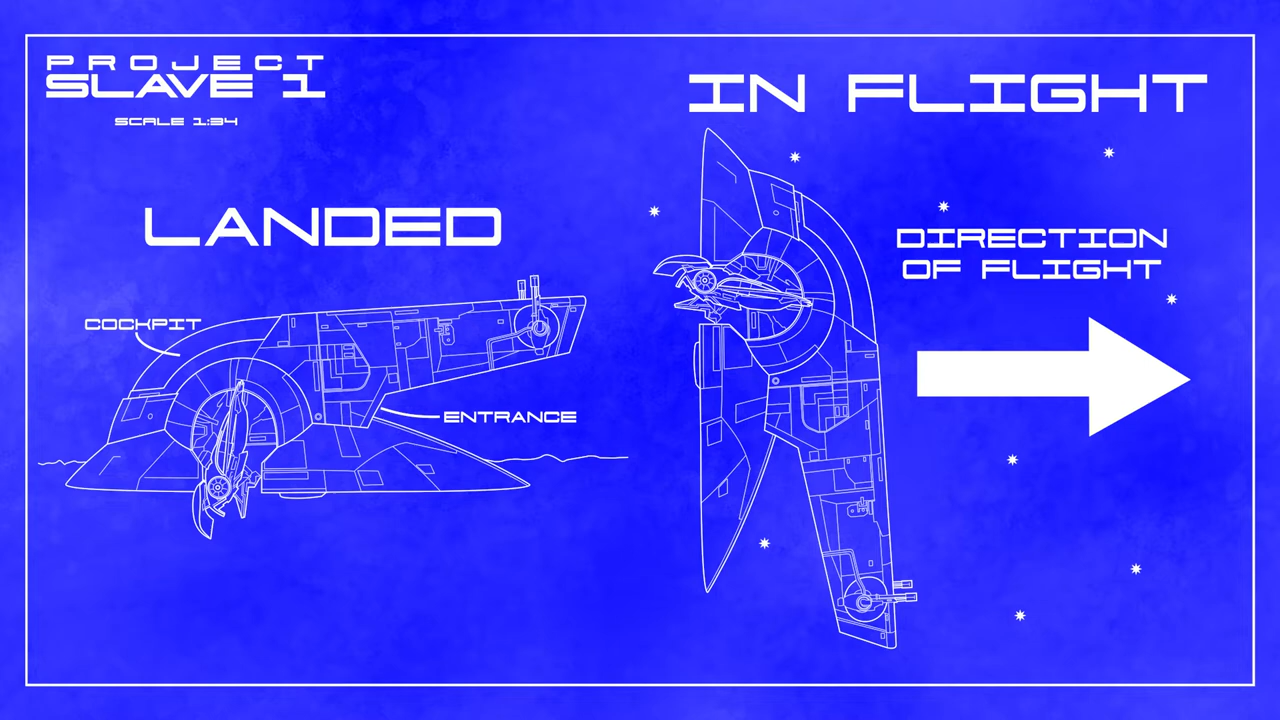 PROJECT
SLAVE 1
SCALE 1:34
LANDED
COCKPIT
ENTRANCE
IN FLIGHT
DIRECTION
OF FLIGHT